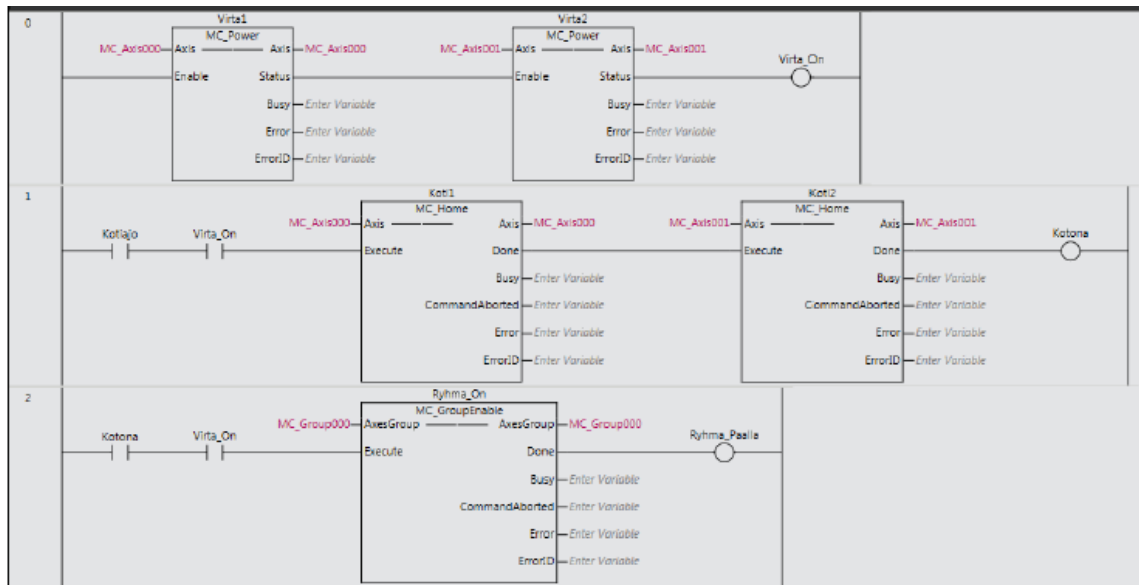 0
Virta1 Virta2
MC_Power MC_Power
MC_Axis000 Axis Axis MC_Axis000 MC_Axis001 Axis Axis MC_Axis001
Virta_On
Enable Status Enable Status
Busy Enter Variable Busy Enter Variable
Error Enter Variable Error Enter Variable
ErrorID Enter Variable ErrorID Enter Variable
1
Koti1 Koti2
MC_Home MC_Home
MC_Axis000 Axis Axis MC_Axis000 MC_Axis001 Axis Axis MC_Axis001
Kotiajo Virta_On Kotona
Execute Done Execute Done
Busy Enter Variable Busy Enter Variable
CommandAborted Enter Variable CommandAborted Enter Variable
Error Enter Variable Error Enter Variable
ErrorID Enter Variable ErrorID Enter Variable
2
Ryhma_On
MC_GroupEnable
MC_Group000 AxesGroup AxesGroup MC_Group000
Kotona Virta_On Ryhma_Paalla
Execute Done
Busy Enter Variable
CommandAborted Enter Variable
Error Enter Variable
ErrorID Enter Variable